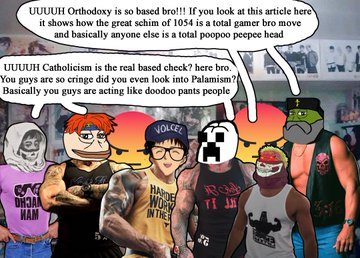 UUUUH Orthodoxy is so based bro!!! If you look at this article here
it shows how the great schim of 1054 is a total gamer bro move
and basically anyone else is a total poopoo peepee head
UUUUH Catholicism is the real based check? here bro.
You guys are so cringe did you even look into Palamism?
Basically you guys are acting like doodoo pants people
VOLCEL
HARDER
WORK
IN THE
MACHO
MAN